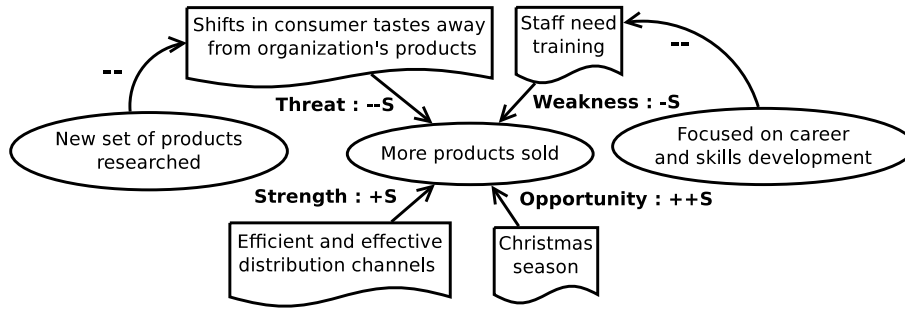 Shifts in consumer tastes away
from organization's products
Staff need
training
--
--
Threat : --S
Weakness : -S
New set of products
researched
More products sold
Focused on career
and skills development
Strength : +S
Opportunity : ++S
Efficient and effective
distribution channels
Christmas
season